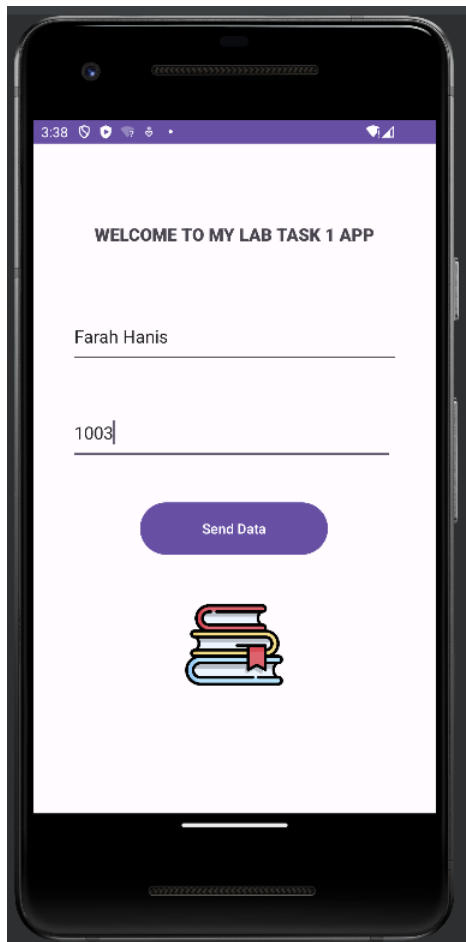 3:38
WELCOME TO MY LAB TASK 1 APP
Farah Hanis
1003
Send Data